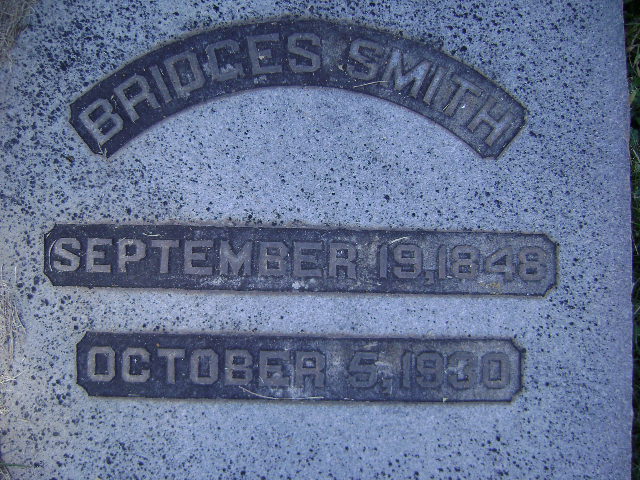 BRIDGES SMITH
SEPTEMBER 19, 1848
OCTOBER 5, 1930